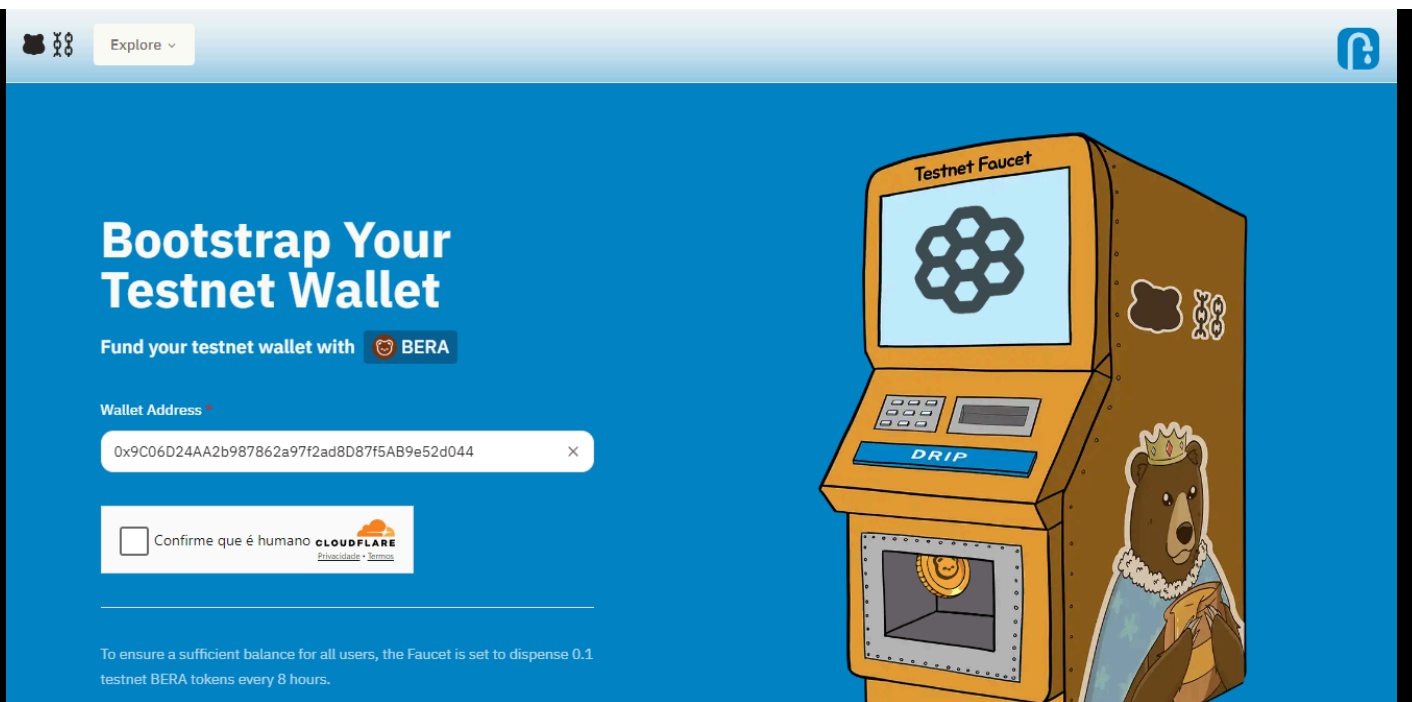 Explore
Testnet Faucet
Bootstrap Your
Testnet Wallet
Fund your testnet wallet with BERA
Wallet Address *
0x9C06D24AA2b987862a97f2ad8D87f5AB9e52d044
DRIP
Confirme que é humano
CLOUDFLARE
Privacidade • Termos
To ensure a sufficient balance for all users, the Faucet is set to dispense 0.1
testnet BERA tokens every 8 hours.